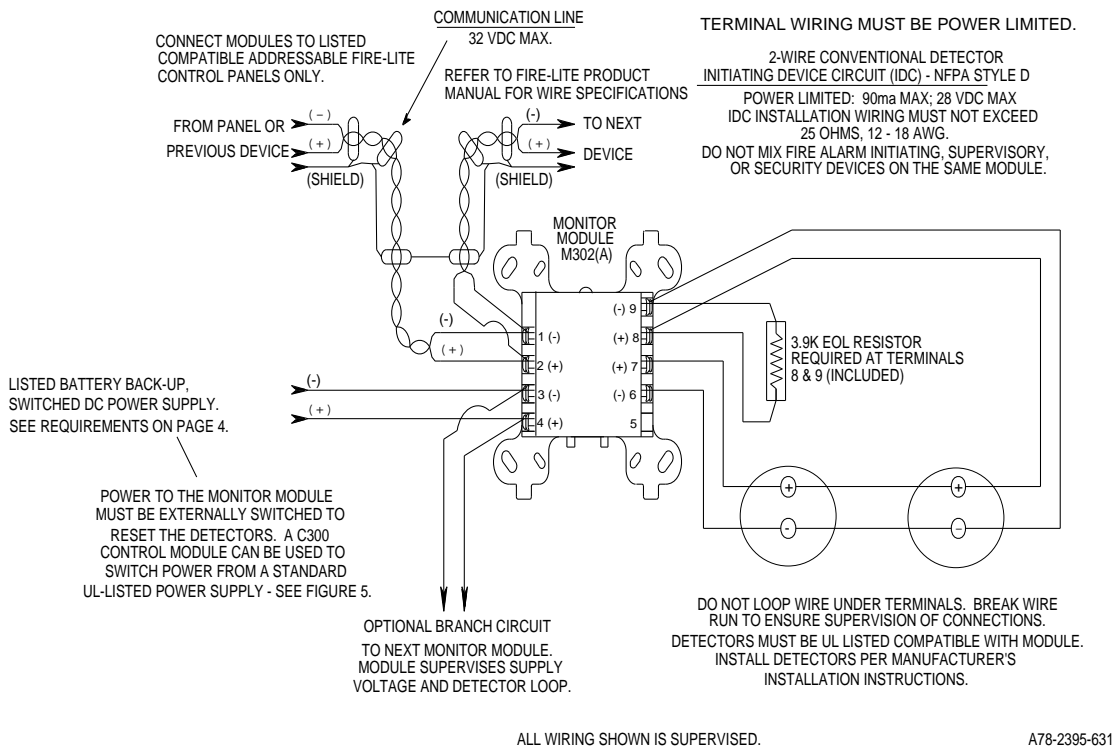 COMMUNICATION LINE
32 VDC MAX.
CONNECT MODULES TO LISTED
COMPATIBLE ADDRESSABLE FIRE-LITE
CONTROL PANELS ONLY.
REFER TO FIRE-LITE PRODUCT
MANUAL FOR WIRE SPECIFICATIONS
TERMINAL WIRING MUST BE POWER LIMITED.
2-WIRE CONVENTIONAL DETECTOR
INITIATING DEVICE CIRCUIT (IDC) - NFPA STYLE D
POWER LIMITED: 90ma MAX; 28 VDC MAX
IDC INSTALLATION WIRING MUST NOT EXCEED
25 OHMS, 12 - 18 AWG.
DO NOT MIX FIRE ALARM INITIATING, SUPERVISORY,
OR SECURITY DEVICES ON THE SAME MODULE.
FROM PANEL OR
PREVIOUS DEVICE
(-)
(+)
(SHIELD)
(-)
(+)
TO NEXT
DEVICE
(SHIELD)
MONITOR
MODULE
M302(A)
(-)
(+)
1 (-)
2 (+)
3 (-)
4 (+)
(-) 9
(+) 8
(+) 7
(-) 6
5
3.9K EOL RESISTOR
REQUIRED AT TERMINALS
8 & 9 (INCLUDED)
LISTED BATTERY BACK-UP,
SWITCHED DC POWER SUPPLY.
SEE REQUIREMENTS ON PAGE 4.
(-)
(+)
POWER TO THE MONITOR MODULE
MUST BE EXTERNALLY SWITCHED TO
RESET THE DETECTORS. A C300
CONTROL MODULE CAN BE USED TO
SWITCH POWER FROM A STANDARD
UL-LISTED POWER SUPPLY - SEE FIGURE 5.
+
-
+
-
OPTIONAL BRANCH CIRCUIT
TO NEXT MONITOR MODULE.
MODULE SUPERVISES SUPPLY
VOLTAGE AND DETECTOR LOOP.
DO NOT LOOP WIRE UNDER TERMINALS. BREAK WIRE
RUN TO ENSURE SUPERVISION OF CONNECTIONS.
DETECTORS MUST BE UL LISTED COMPATIBLE WITH MODULE.
INSTALL DETECTORS PER MANUFACTURER'S
INSTALLATION INSTRUCTIONS.
ALL WIRING SHOWN IS SUPERVISED.
A78-2395-631